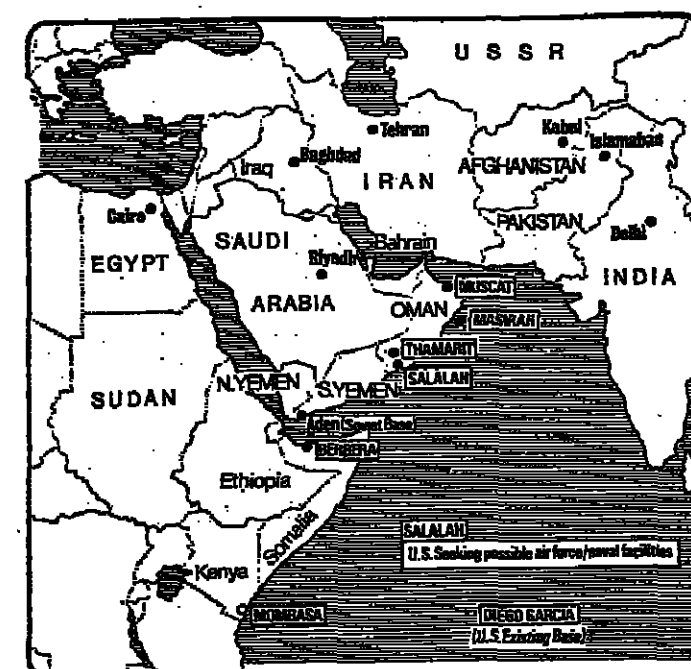 USSR
Tehran
Kabul
Islamabad
Baghdad
Iraq
AFGHANISTAN
IRAN
Cairo
PAKISTAN
Delhi
SAUDI
Bahrain
Riyadh
EGYPT
INDIA
MUSCAT
ARABIA
OMAN
MASIRAH
THAMARIT
SALALAH
N.YEMEN
S.YEMEN
SUDAN
Aden (Soviet Base)
BERBERA
Ethiopia
Somalia
SALALAH
U.S. Seeking possible air force/naval facilities
Kenya
MOMBASA
DIEGO GARCIA
(U.S. Existing Base)